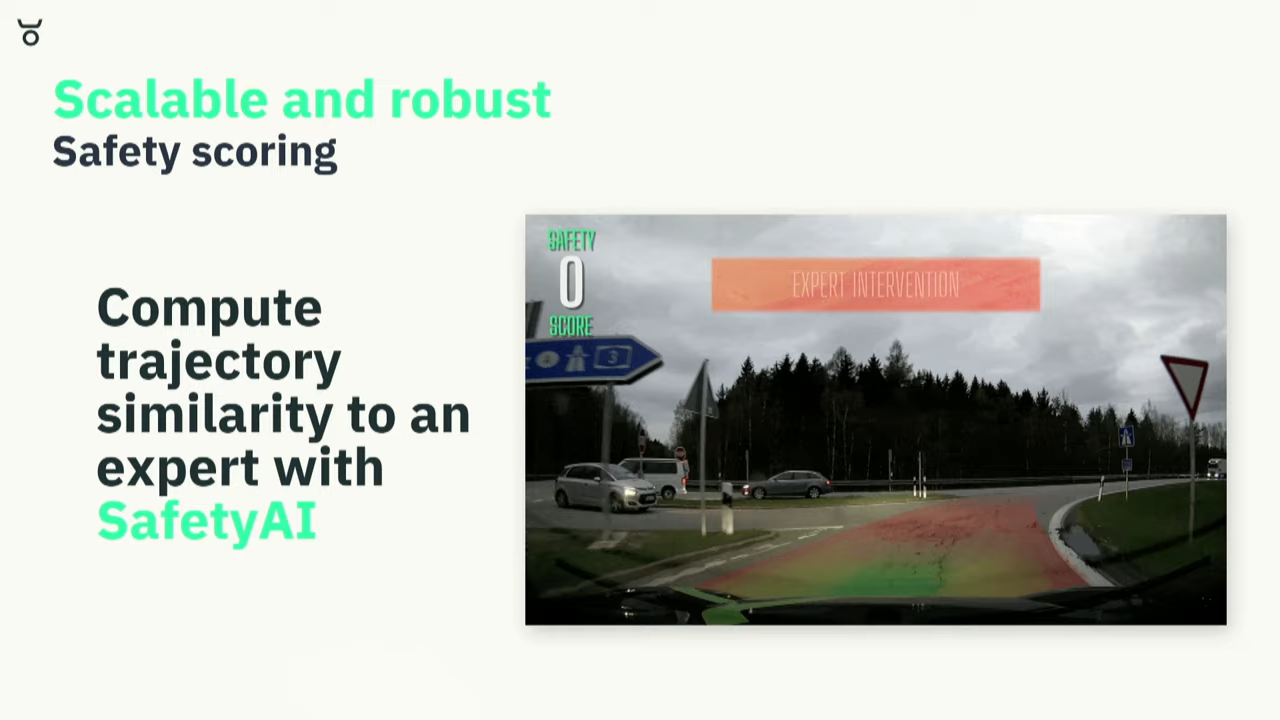 Scalable and robust
Safety scoring
Compute
trajectory
similarity to an
expert with
SafetyAI
SAFETY
0
SCORE
EXPERT INTERVENTION
3